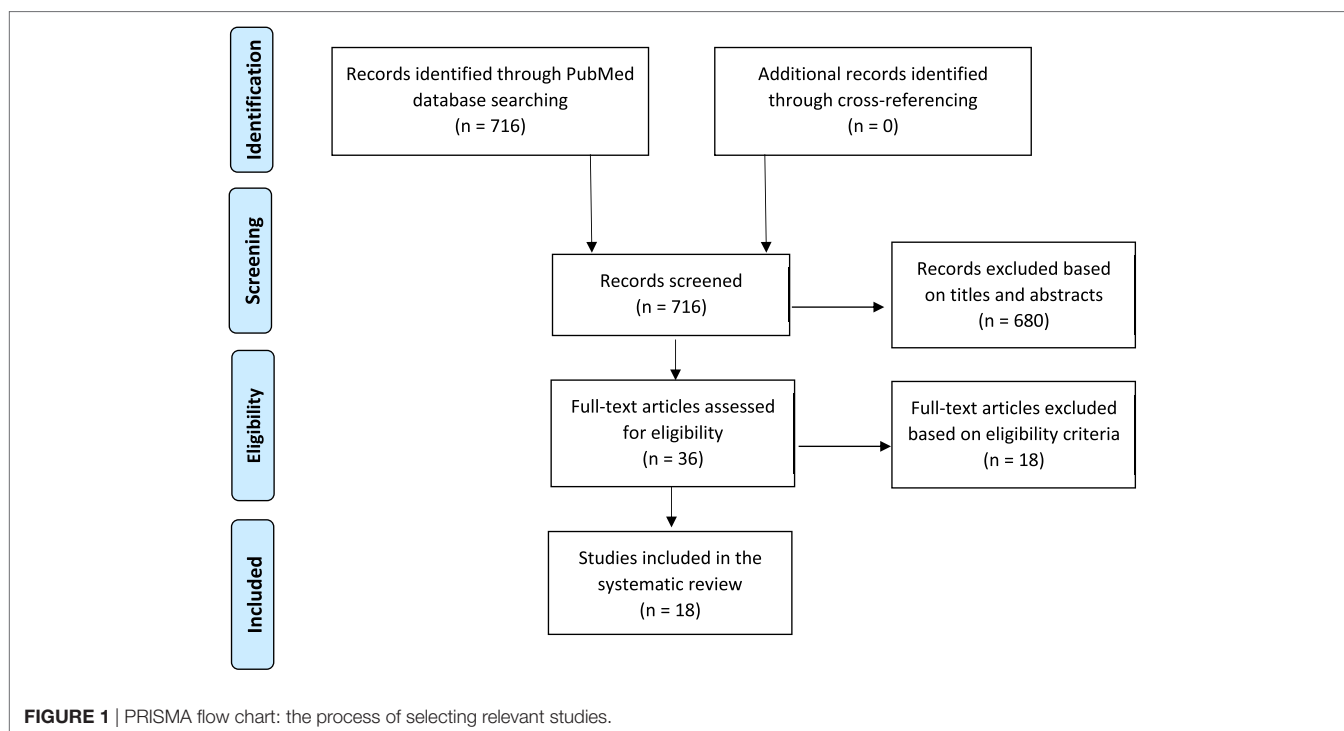 Identification
Records identified through PubMed
database searching
(n = 716)
Additional records identified
through cross-referencing
(n = 0)
Screening
Records screened
(n = 716)
Records excluded based
on titles and abstracts
(n = 680)
Eligibility
Full-text articles assessed
for eligibility
(n = 36)
Full-text articles excluded
based on eligibility criteria
(n = 18)
Included
Studies included in the
systematic review
(n = 18)
FIGURE 1 | PRISMA flow chart: the process of selecting relevant studies.